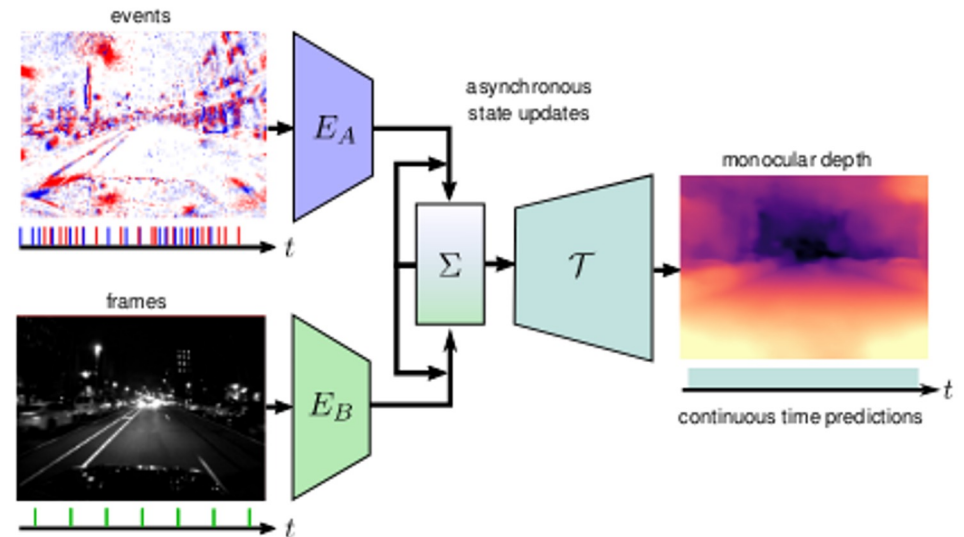 events
E_A
asynchronous
state updates
monocular depth
Σ
𝒯
t
frames
E_B
t
continuous time predictions
t